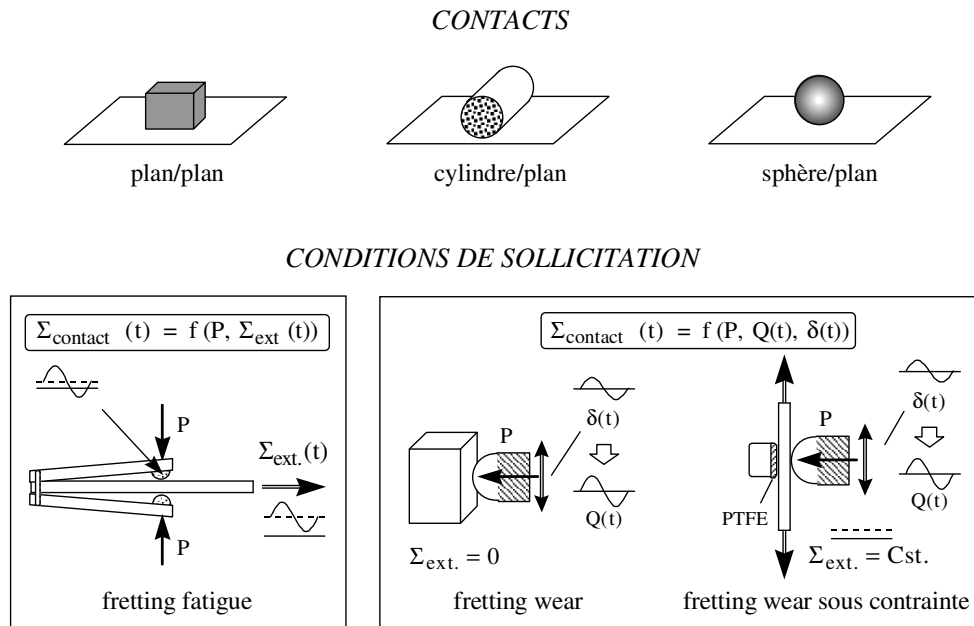 CONTACTS
plan/plan
cylindre/plan
sphère/plan
CONDITIONS DE SOLLICITATION
Σcontact (t) = f (P, Σext (t))
P
Σext.(t)
P
fretting fatigue
Σcontact (t) = f (P, Q(t), δ(t))
P
δ(t)
Q(t)
Σext. = 0
fretting wear
P
δ(t)
Q(t)
PTFE
Σext. = Cst.
fretting wear sous contrainte